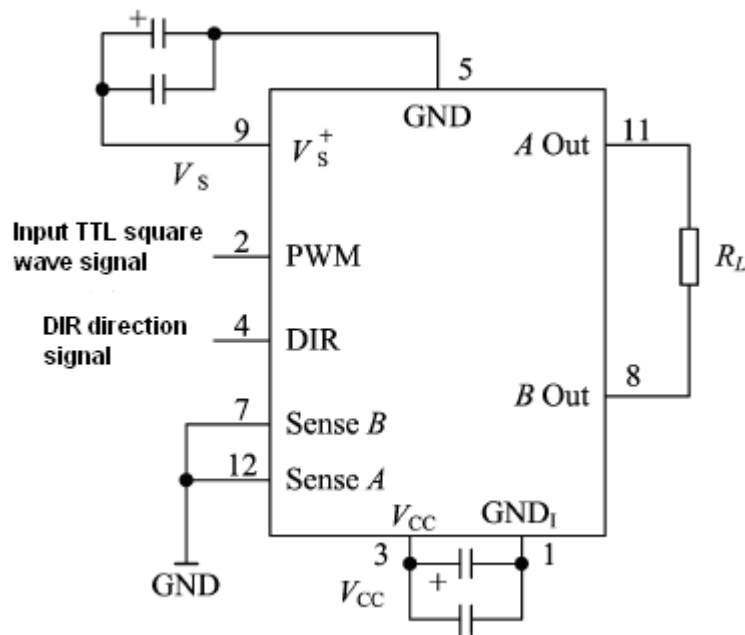 +
5
GND
9
V_S^+
A Out
11
V_S
Input TTL square
wave signal
2
PWM
R_L
DIR direction
signal
4
DIR
B Out
8
7
Sense B
12
Sense A
V_CC
GND_I
GND
3
1
V_CC
+